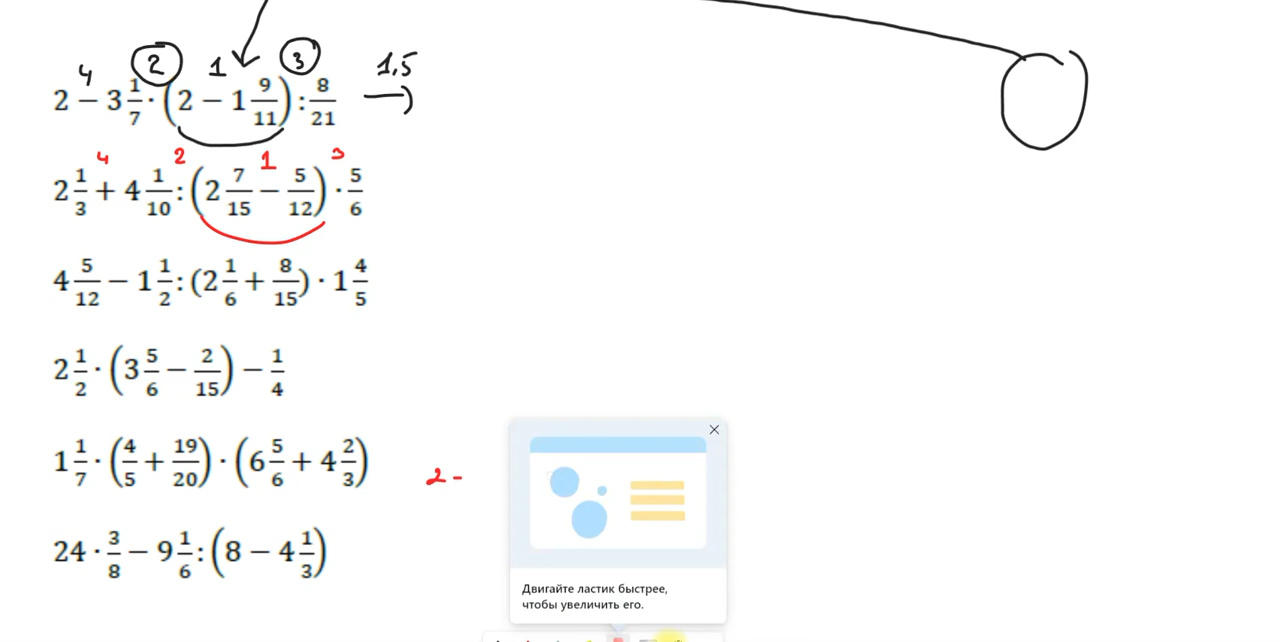 4 2 1 3 1,5
2 − 3 1/7 · (2 − 1 9/11) : 8/21
4 2 1 3
2 1/3 + 4 1/10 : (2 7/15 − 5/12) · 5/6
4 5/12 − 1 1/2 : (2 1/6 + 8/15) · 1 4/5
2 1/2 · (3 5/6 − 2/15) − 1/4
1 1/7 · (4/5 + 19/20) · (6 5/6 + 4 2/3)
2 -
24 · 3/8 − 9 1/6 : (8 − 4 1/3)
Двигайте ластик быстрее,
чтобы увеличить его.